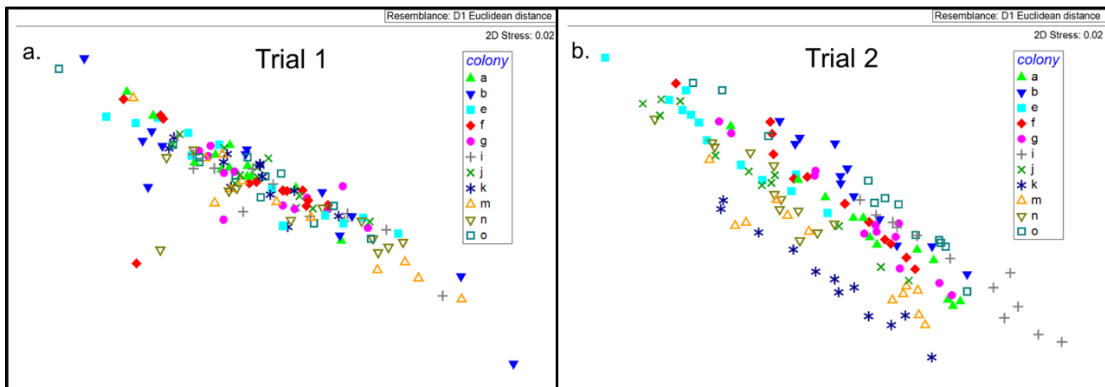 Resemblance: D1 Euclidean distance
2D Stress: 0.02
a.
Trial 1
colony
a
b
e
f
g
i
j
k
m
n
o
Resemblance: D1 Euclidean distance
2D Stress: 0.02
b.
Trial 2
colony
a
b
e
f
g
i
j
k
m
n
o